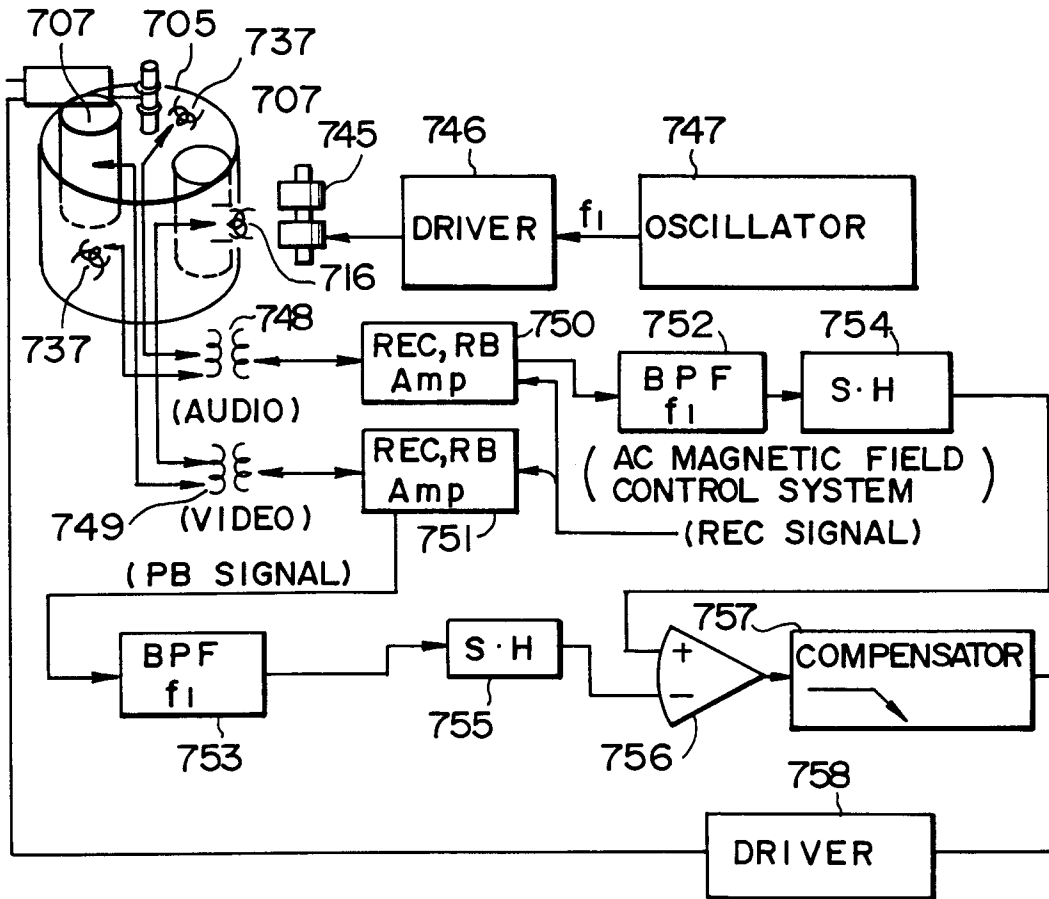 707
705
737
707
745
746
747
DRIVER
f1
OSCILLATOR
716
737
748
750
752
754
REC, RB
Amp
BPF
f1
S·H
(AUDIO)
(AC MAGNETIC FIELD
CONTROL SYSTEM)
REC, RB
Amp
749
(VIDEO)
751
(REC SIGNAL)
(PB SIGNAL)
757
BPF
f1
S·H
+
−
COMPENSATOR
753
755
756
758
DRIVER